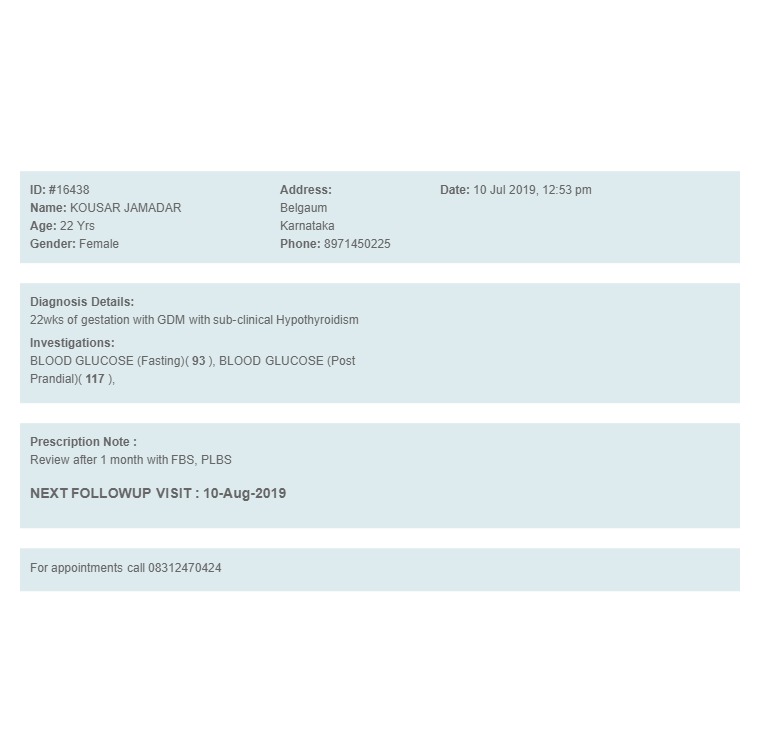 ID: #16438
Name: KOUSAR JAMADAR
Age: 22 Yrs
Gender: Female
Address:
Belgaum
Karnataka
Phone: 8971450225
Date: 10 Jul 2019, 12:53 pm
Diagnosis Details:
22wks of gestation with GDM with sub-clinical Hypothyroidism
Investigations:
BLOOD GLUCOSE (Fasting)( 93 ), BLOOD GLUCOSE (Post
Prandial)( 117 ),
Prescription Note :
Review after 1 month with FBS, PLBS
NEXT FOLLOWUP VISIT : 10-Aug-2019
For appointments call 08312470424